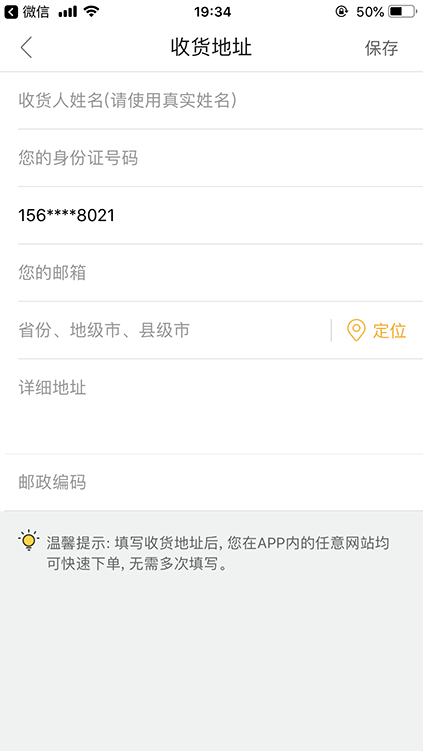 微信 19:34 50%
收货地址 保存
收货人姓名(请使用真实姓名)
您的身份证号码
156****8021
您的邮箱
省份、地级市、县级市 定位
详细地址
邮政编码
温馨提示: 填写收货地址后, 您在APP内的任意网站均
可快速下单, 无需多次填写。